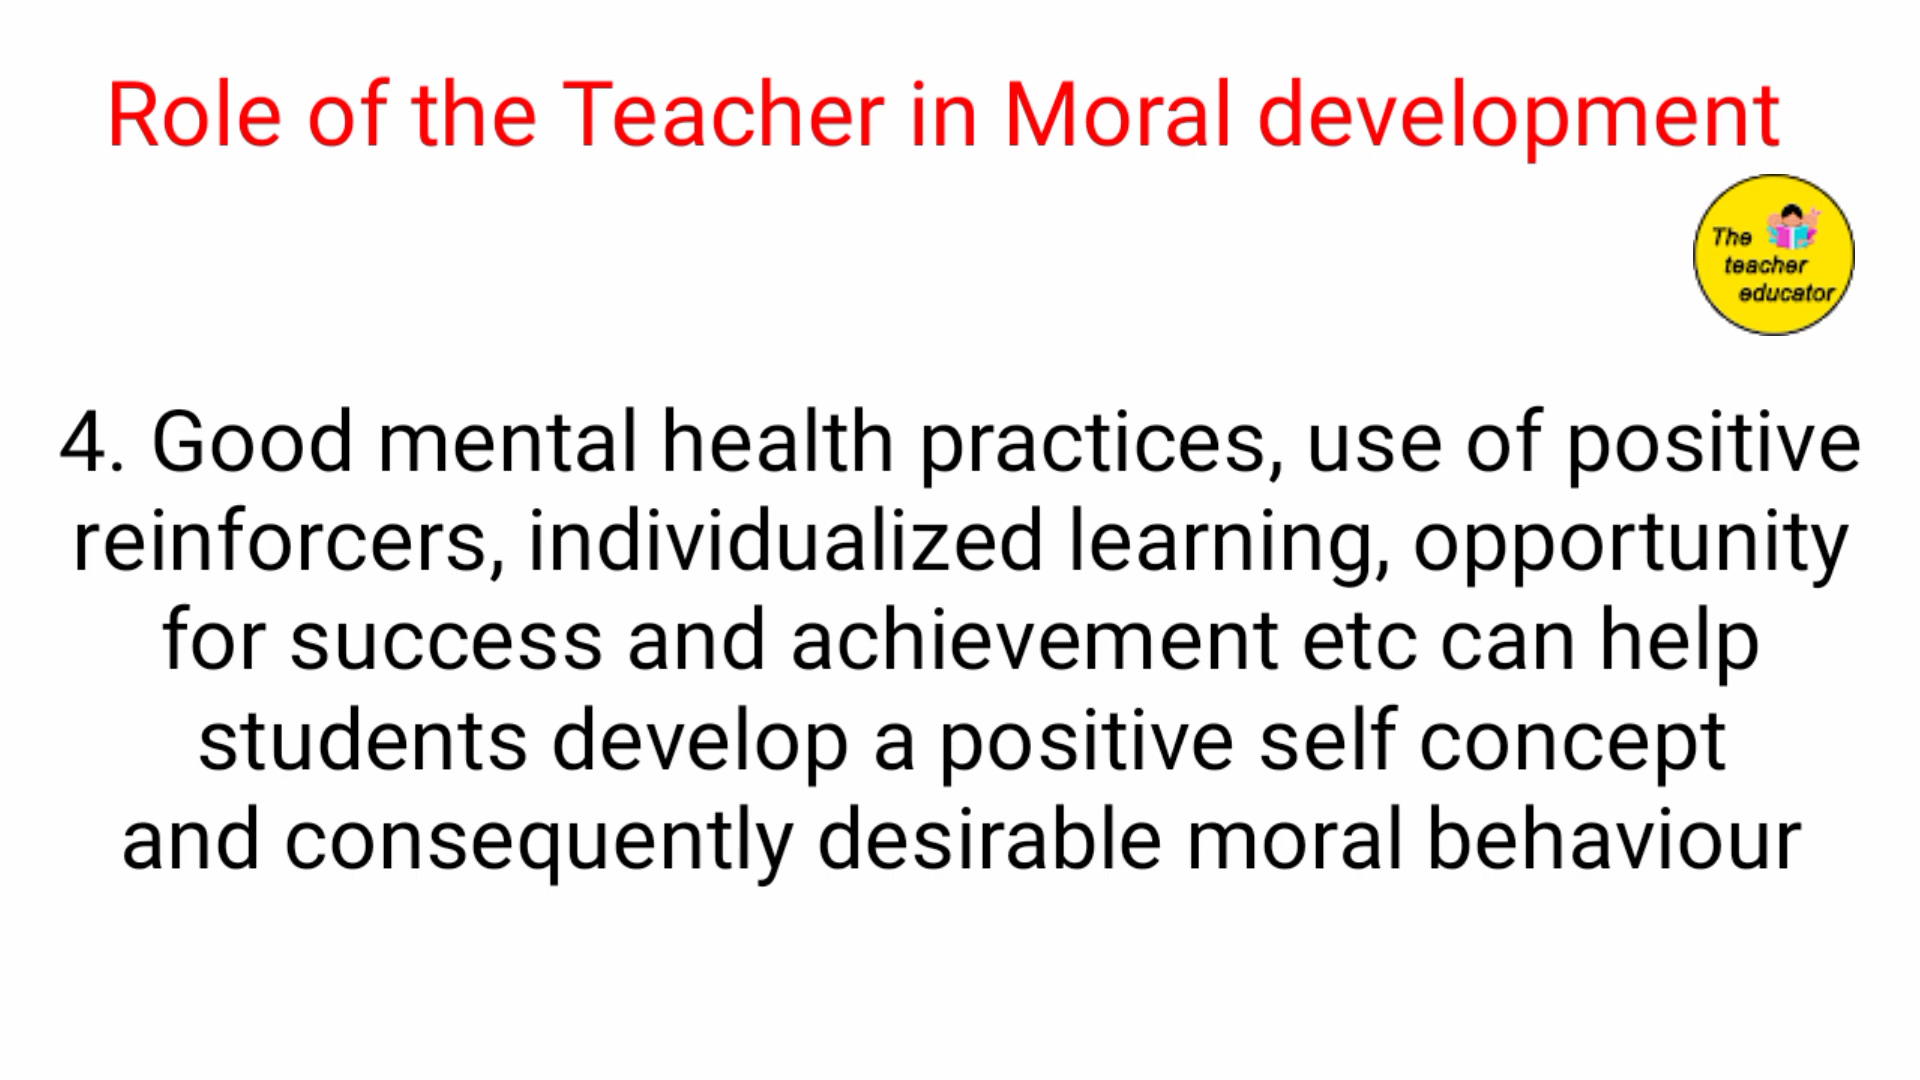 Role of the Teacher in Moral development
The
teacher
educator
4. Good mental health practices, use of positive
reinforcers, individualized learning, opportunity
for success and achievement etc can help
students develop a positive self concept
and consequently desirable moral behaviour